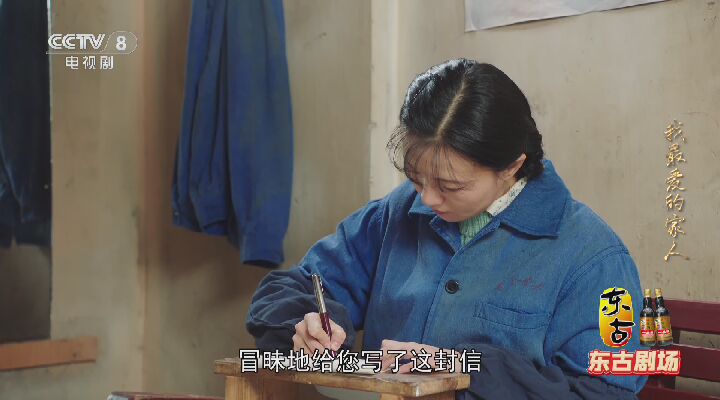 CCTV 8
电视剧
我最爱的家人
东古
东古剧场
冒昧地给您写了这封信